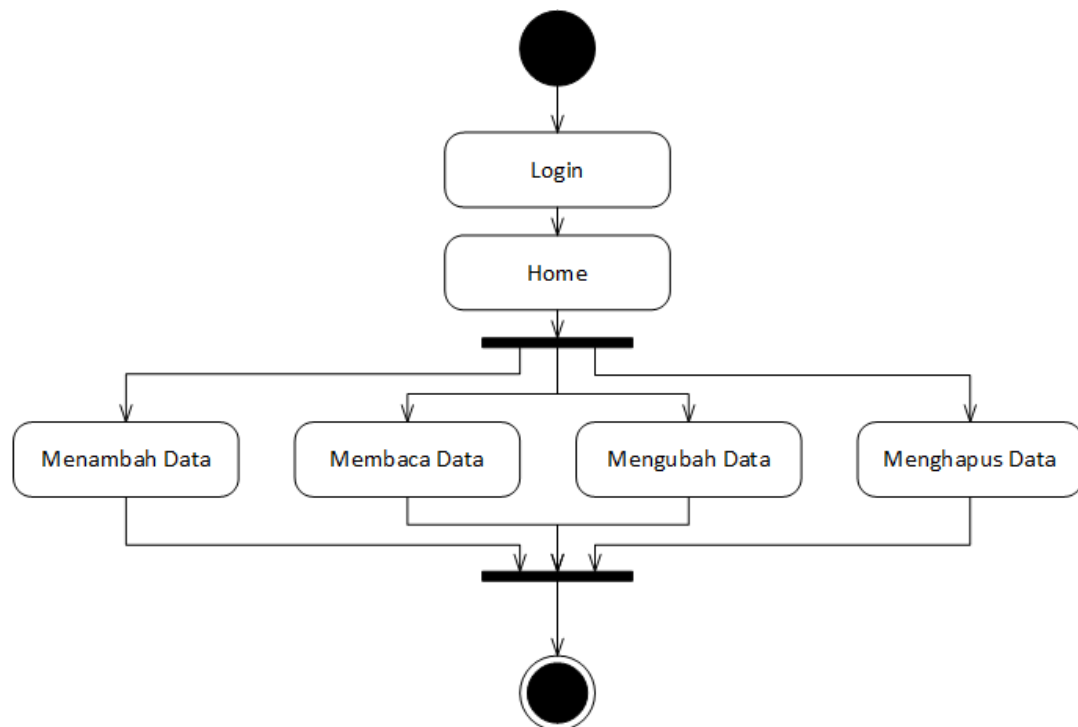 Login
Home
Menambah Data
Membaca Data
Mengubah Data
Menghapus Data